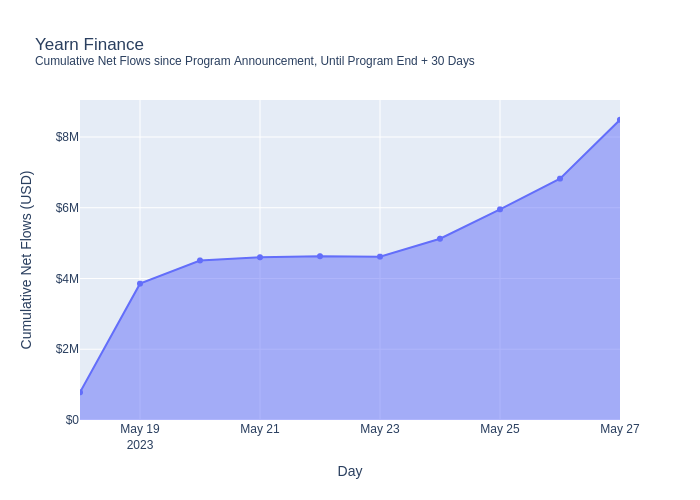 Yearn Finance
Cumulative Net Flows since Program Announcement, Until Program End + 30 Days
Cumulative Net Flows (USD)
$8M
$6M
$4M
$2M
$0
May 19
2023
May 21
May 23
May 25
May 27
Day